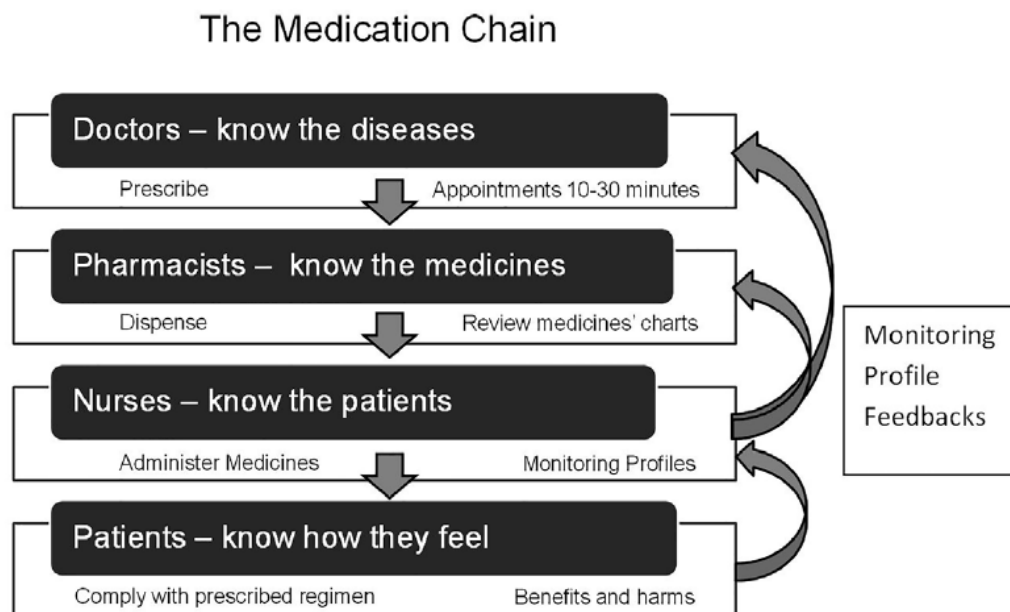 The Medication Chain
Doctors – know the diseases
Prescribe Appointments 10-30 minutes
Pharmacists – know the medicines
Dispense Review medicines' charts
Nurses – know the patients
Administer Medicines Monitoring Profiles
Patients – know how they feel
Comply with prescribed regimen Benefits and harms
Monitoring
Profile
Feedbacks